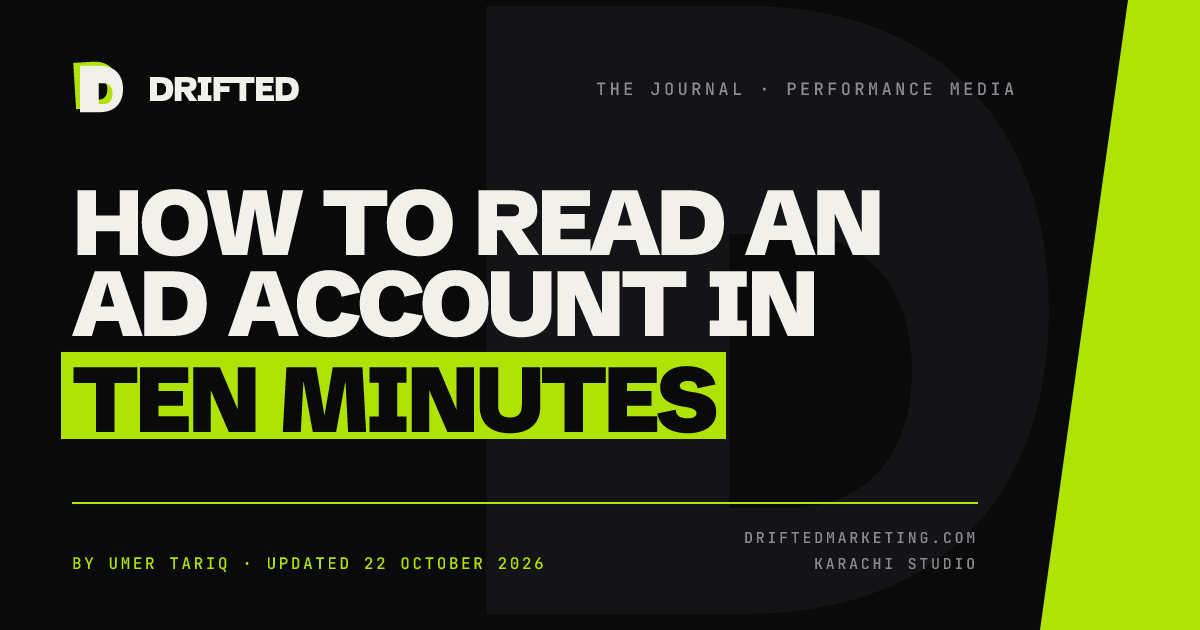 DRIFTED
THE JOURNAL · PERFORMANCE MEDIA
HOW TO READ AN
AD ACCOUNT IN
TEN MINUTES
DRIFTEDMARKETING.COM
BY UMER TARIQ · UPDATED 22 OCTOBER 2026
KARACHI STUDIO